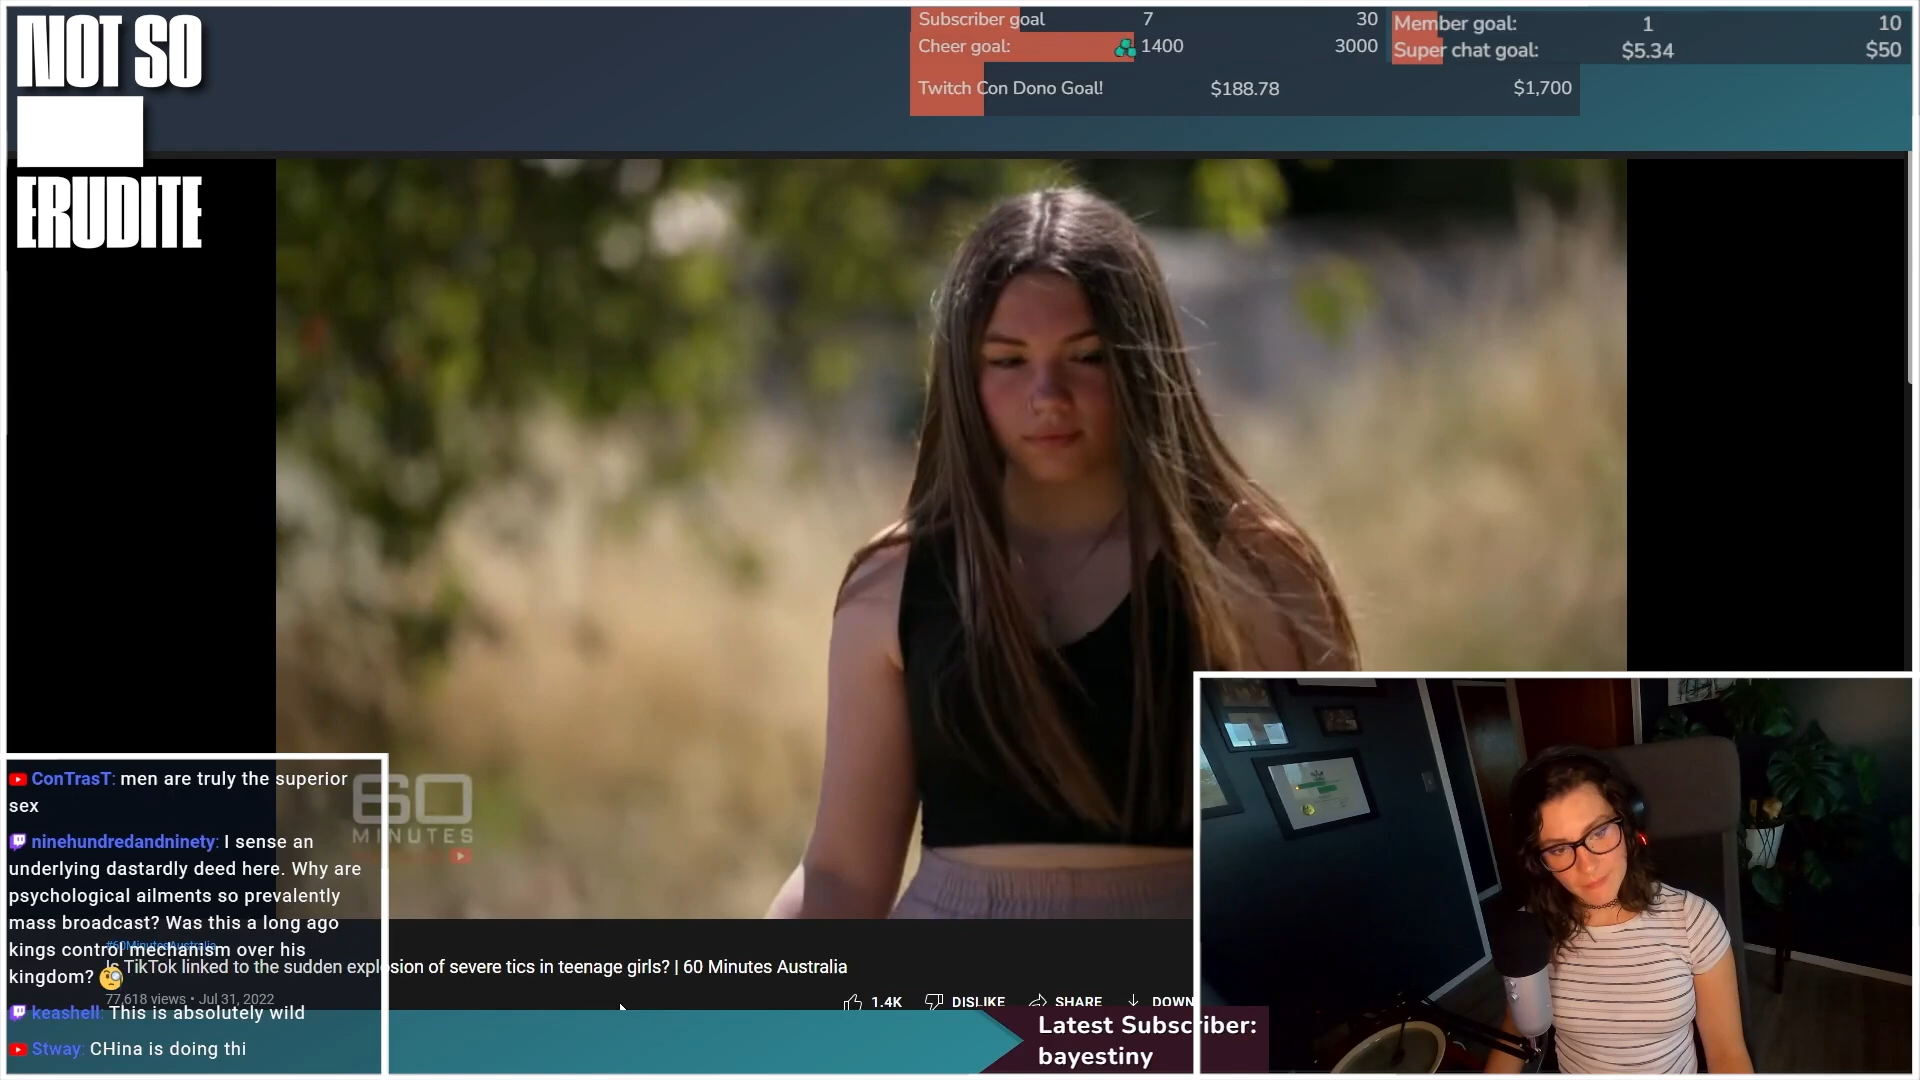 NOT SO
ERUDITE
Subscriber goal 7 30
Cheer goal: 1400 3000
Twitch Con Dono Goal! $188.78 $1,700
Member goal: 1 10
Super chat goal: $5.34 $50
60
MINUTES
ConTrasT: men are truly the superior
sex
ninehundredandninety: I sense an
underlying dastardly deed here. Why are
psychological ailments so prevalently
mass broadcast? Was this a long ago
kings control mechanism over his
kingdom?
keashell: This is absolutely wild
Stway: CHina is doing thi
#60MinutesAustralia
Is TikTok linked to the sudden explosion of severe tics in teenage girls? | 60 Minutes Australia
77,618 views • Jul 31, 2022
1.4K DISLIKE SHARE DOWN
Latest Subscriber:
bayestiny